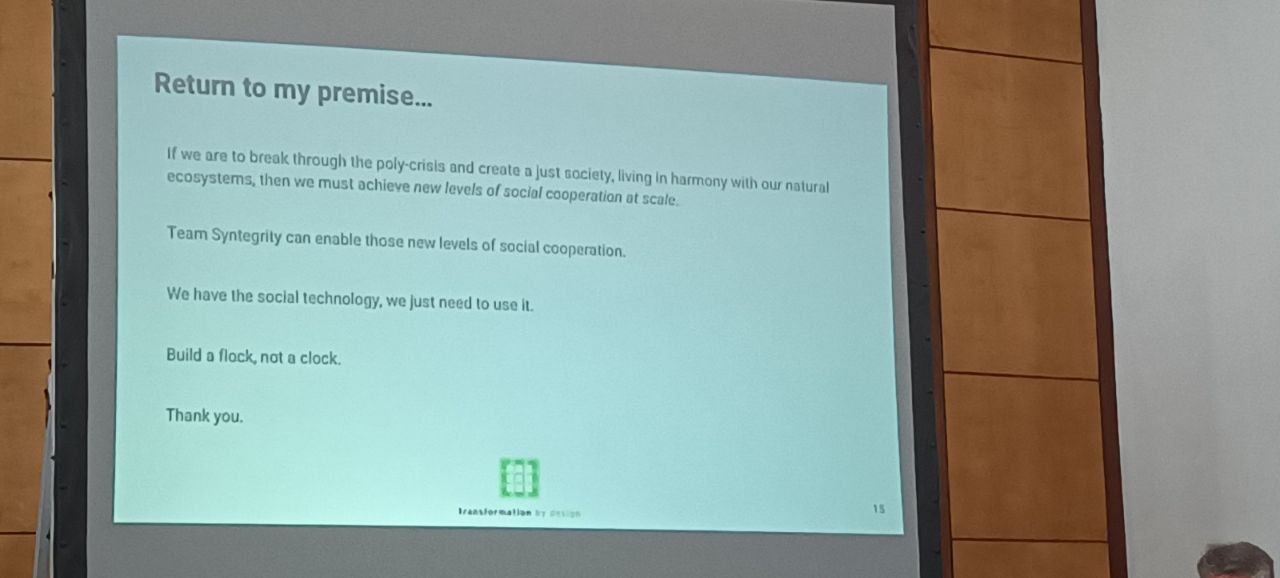 Return to my premise...
If we are to break through the poly-crisis and create a just society, living in harmony with our natural
ecosystems, then we must achieve new levels of social cooperation at scale.
Team Syntegrity can enable those new levels of social cooperation.
We have the social technology, we just need to use it.
Build a flock, not a clock.
Thank you.
transformation by design
15